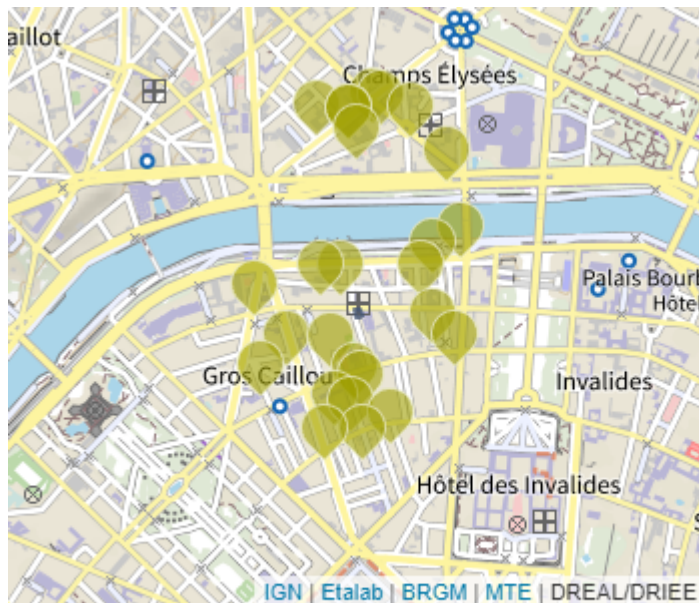 aillot
Champs Élysées
Palais Bourb
Hôte
Gros Caillou
Invalides
Hôtel des Invalides
S
IGN | Etalab | BRGM | MTE | DREAL/DRIEE